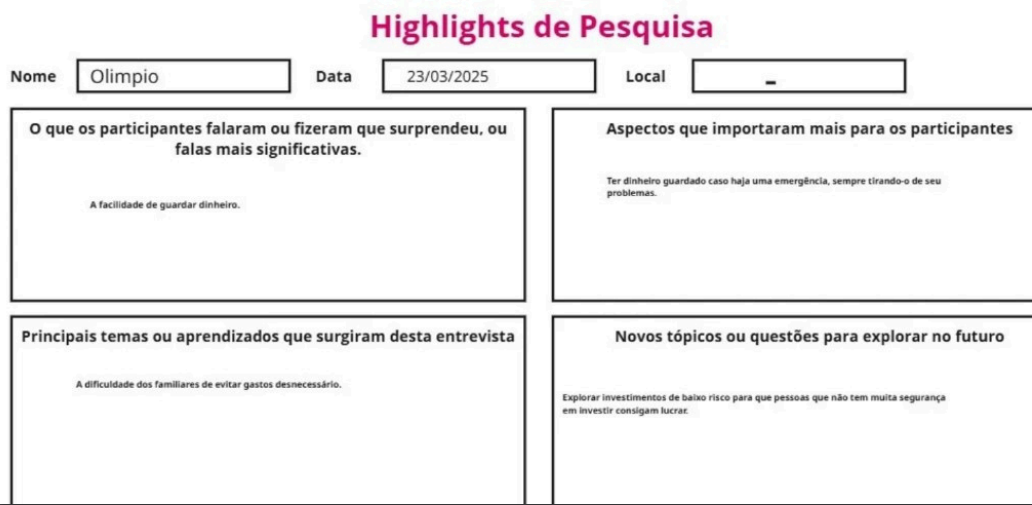 Highlights de Pesquisa
Nome Olimpio Data 23/03/2025 Local -
O que os participantes falaram ou fizeram que surpreendeu, ou
falas mais significativas.
A facilidade de guardar dinheiro.
Aspectos que importaram mais para os participantes
Ter dinheiro guardado caso haja uma emergência, sempre tirando-o de seu
problemas.
Principais temas ou aprendizados que surgiram desta entrevista
A dificuldade dos familiares de evitar gastos desnecessário.
Novos tópicos ou questões para explorar no futuro
Explorar investimentos de baixo risco para que pessoas que não tem muita segurança
em investir consigam lucrar.